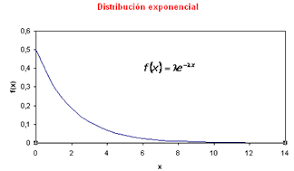 Distribución exponencial
f(x) = λe^-λx
0,6
0,5
0,4
0,3
0,2
0,1
0
f(x)
0 2 4 6 8 10 12 14
x